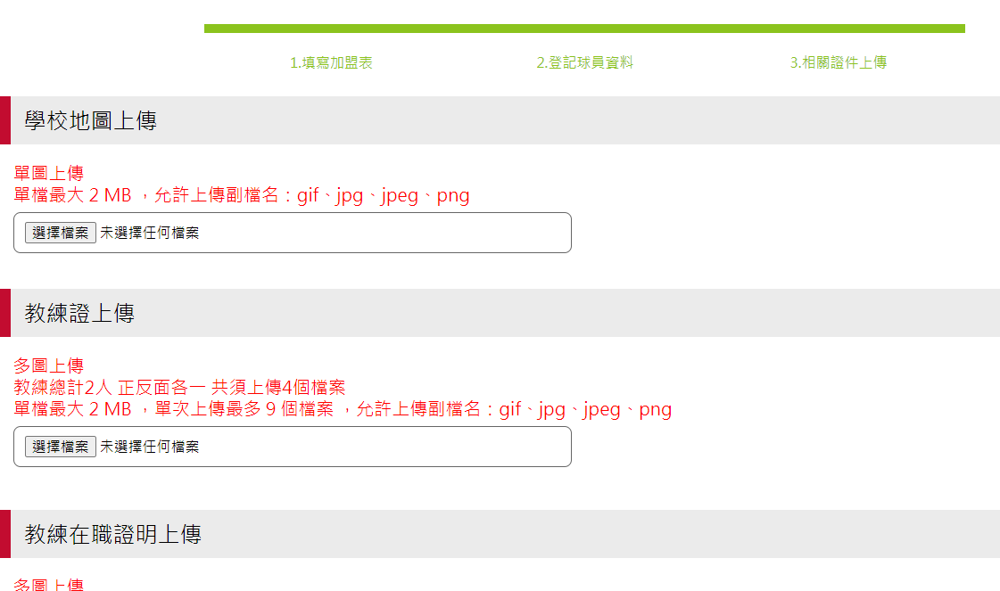 1.填寫加盟表
2.登記球員資料
3.相關證件上傳
學校地圖上傳
單圖上傳
單檔最大 2 MB ，允許上傳副檔名：gif、jpg、jpeg、png
選擇檔案 未選擇任何檔案
教練證上傳
多圖上傳
教練總計2人 正反面各一 共須上傳4個檔案
單檔最大 2 MB ，單次上傳最多 9 個檔案 ，允許上傳副檔名：gif、jpg、jpeg、png
選擇檔案 未選擇任何檔案
教練在職證明上傳
多圖上傳